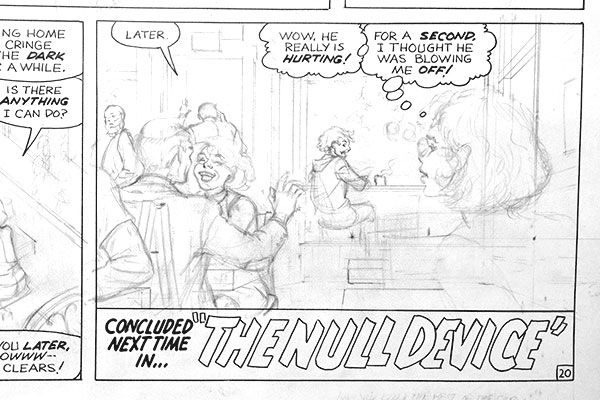 NG HOME
CRINGE
HE DARK
A WHILE.
IS THERE
ANYTHING
I CAN DO?
YOU LATER,
OWWW--
CLEARS!
LATER.
WOW, HE
REALLY IS
HURTING!
FOR A SECOND,
I THOUGHT HE
WAS BLOWING
ME OFF!
CONCLUDED
NEXT TIME
IN...
"THE NULL DEVICE"
20